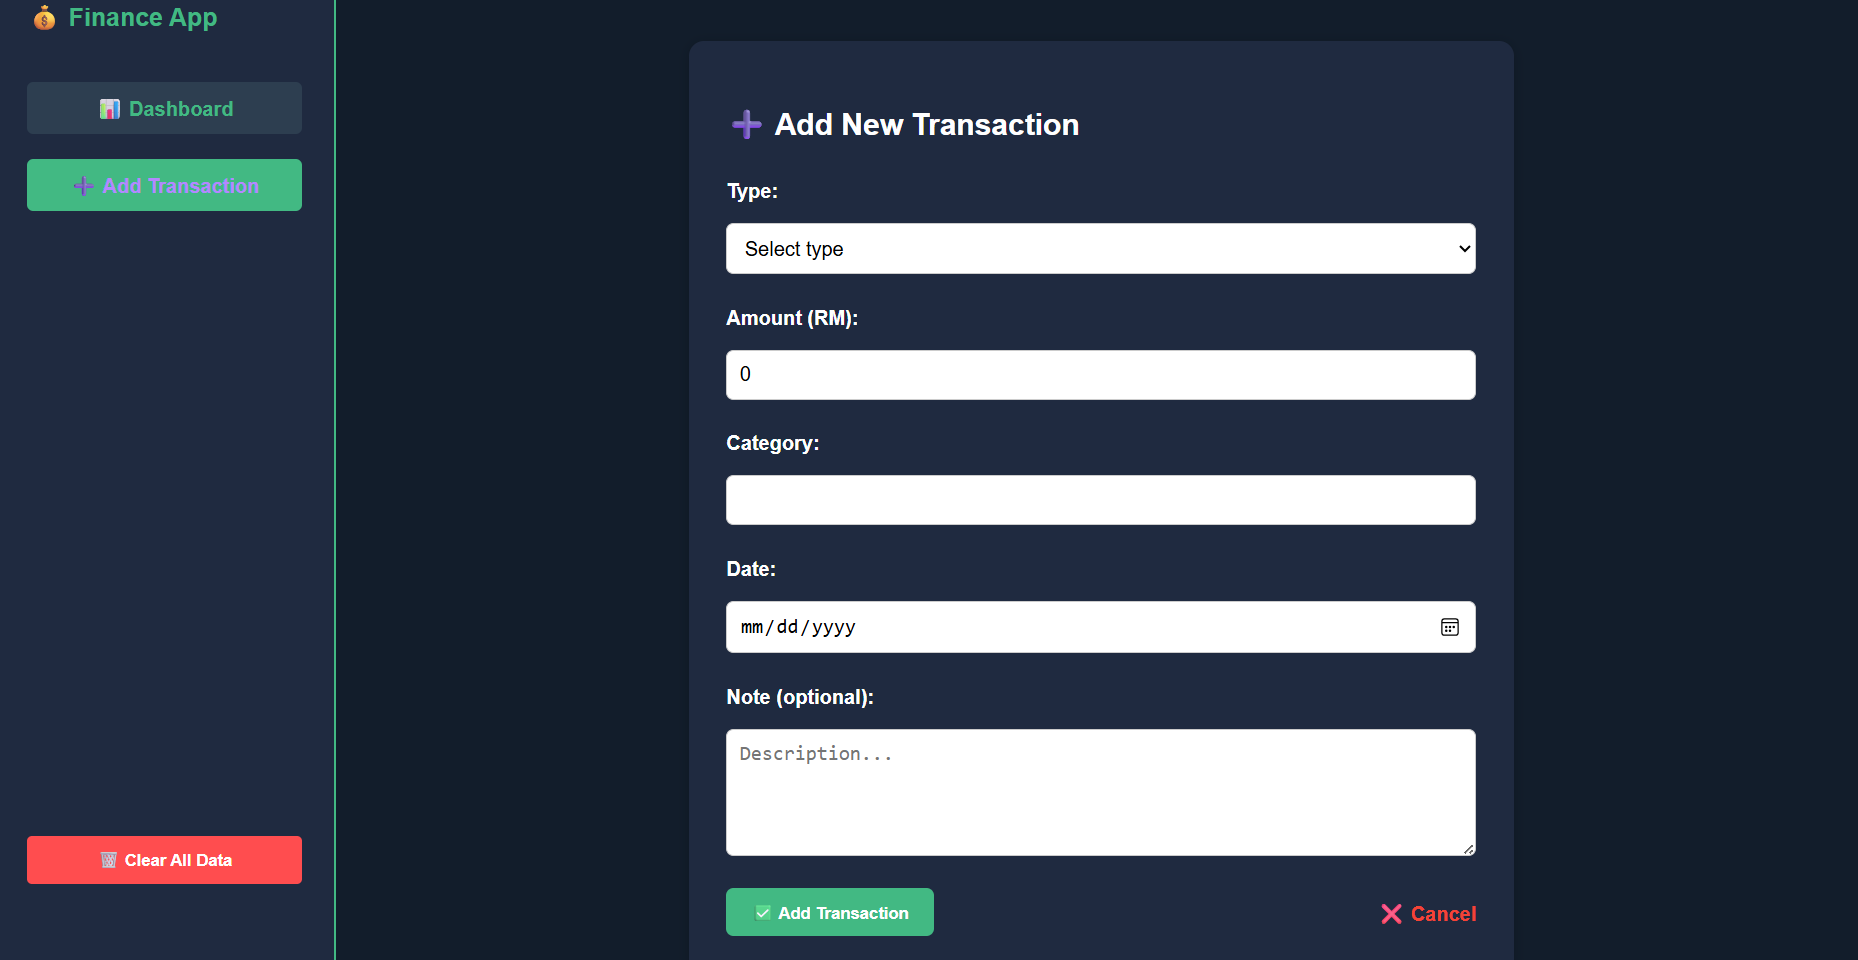 💰 Finance App
📊 Dashboard
➕ Add Transaction
🗑️ Clear All Data
➕ Add New Transaction
Type:
Select type
Amount (RM):
0
Category:
Date:
mm/dd/yyyy
Note (optional):
Description...
✅ Add Transaction
❌ Cancel